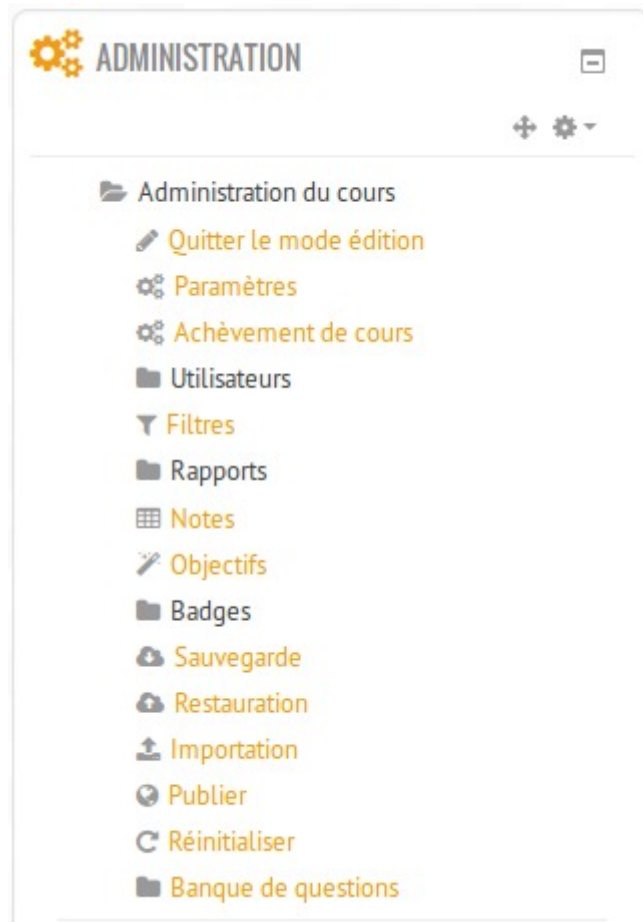 ADMINISTRATION
Administration du cours
Quitter le mode édition
Paramètres
Achèvement de cours
Utilisateurs
Filtres
Rapports
Notes
Objectifs
Badges
Sauvegarde
Restauration
Importation
Publier
Réinitialiser
Banque de questions